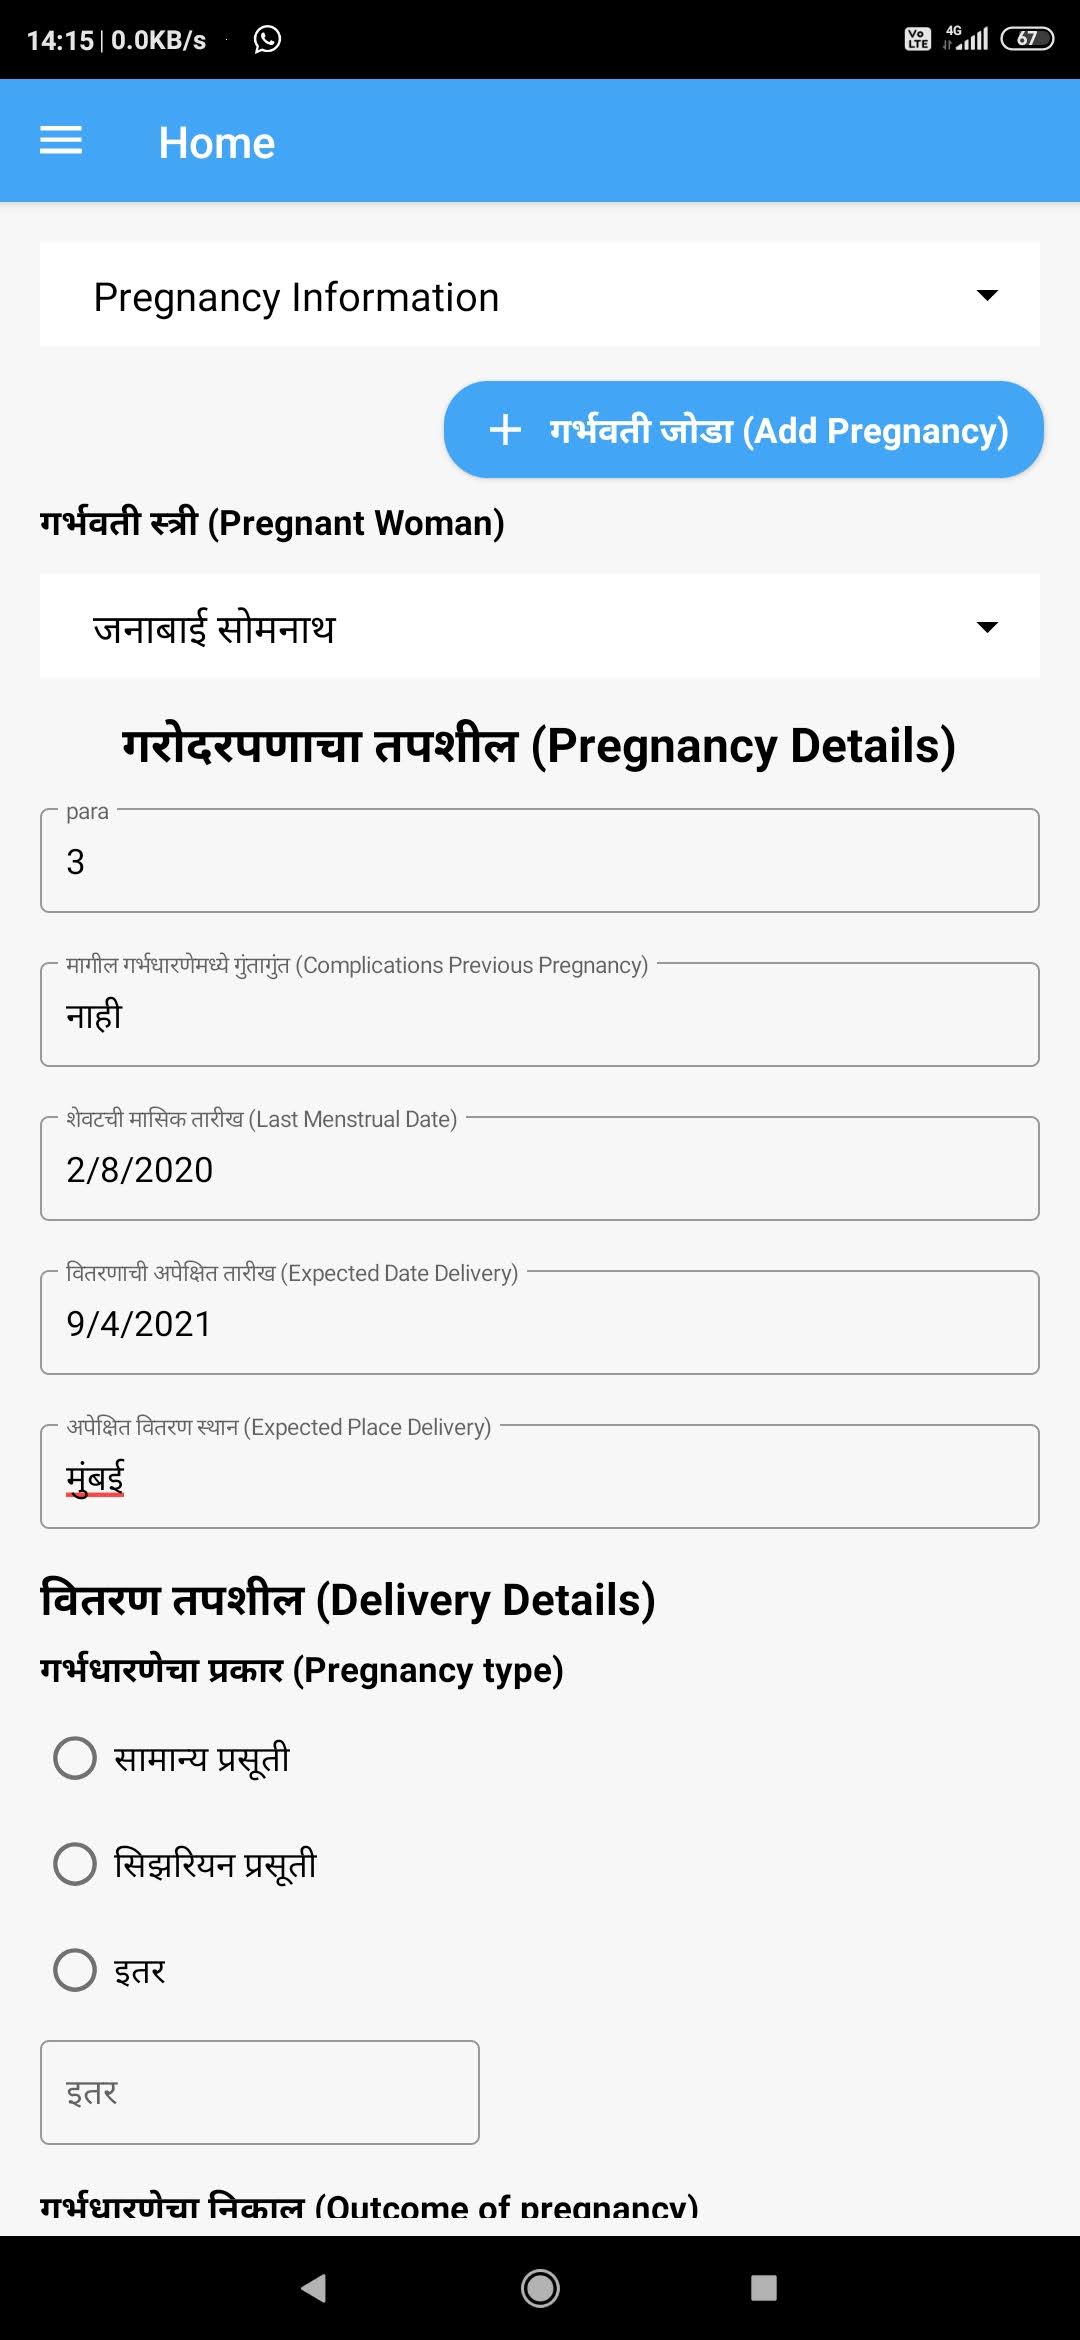 14:15 | 0.0KB/s
Vo LTE 4G 67
Home
Pregnancy Information
+ गर्भवती जोडा (Add Pregnancy)
गर्भवती स्त्री (Pregnant Woman)
जनाबाई सोमनाथ
गरोदरपणाचा तपशील (Pregnancy Details)
para
3
मागील गर्भधारणेमध्ये गुंतागुंत (Complications Previous Pregnancy)
नाही
शेवटची मासिक तारीख (Last Menstrual Date)
2/8/2020
वितरणाची अपेक्षित तारीख (Expected Date Delivery)
9/4/2021
अपेक्षित वितरण स्थान (Expected Place Delivery)
मुंबई
वितरण तपशील (Delivery Details)
गर्भधारणेचा प्रकार (Pregnancy type)
सामान्य प्रसूती
सिझरियन प्रसूती
इतर
इतर
गर्भधारणेचा निकाल (Outcome of pregnancy)